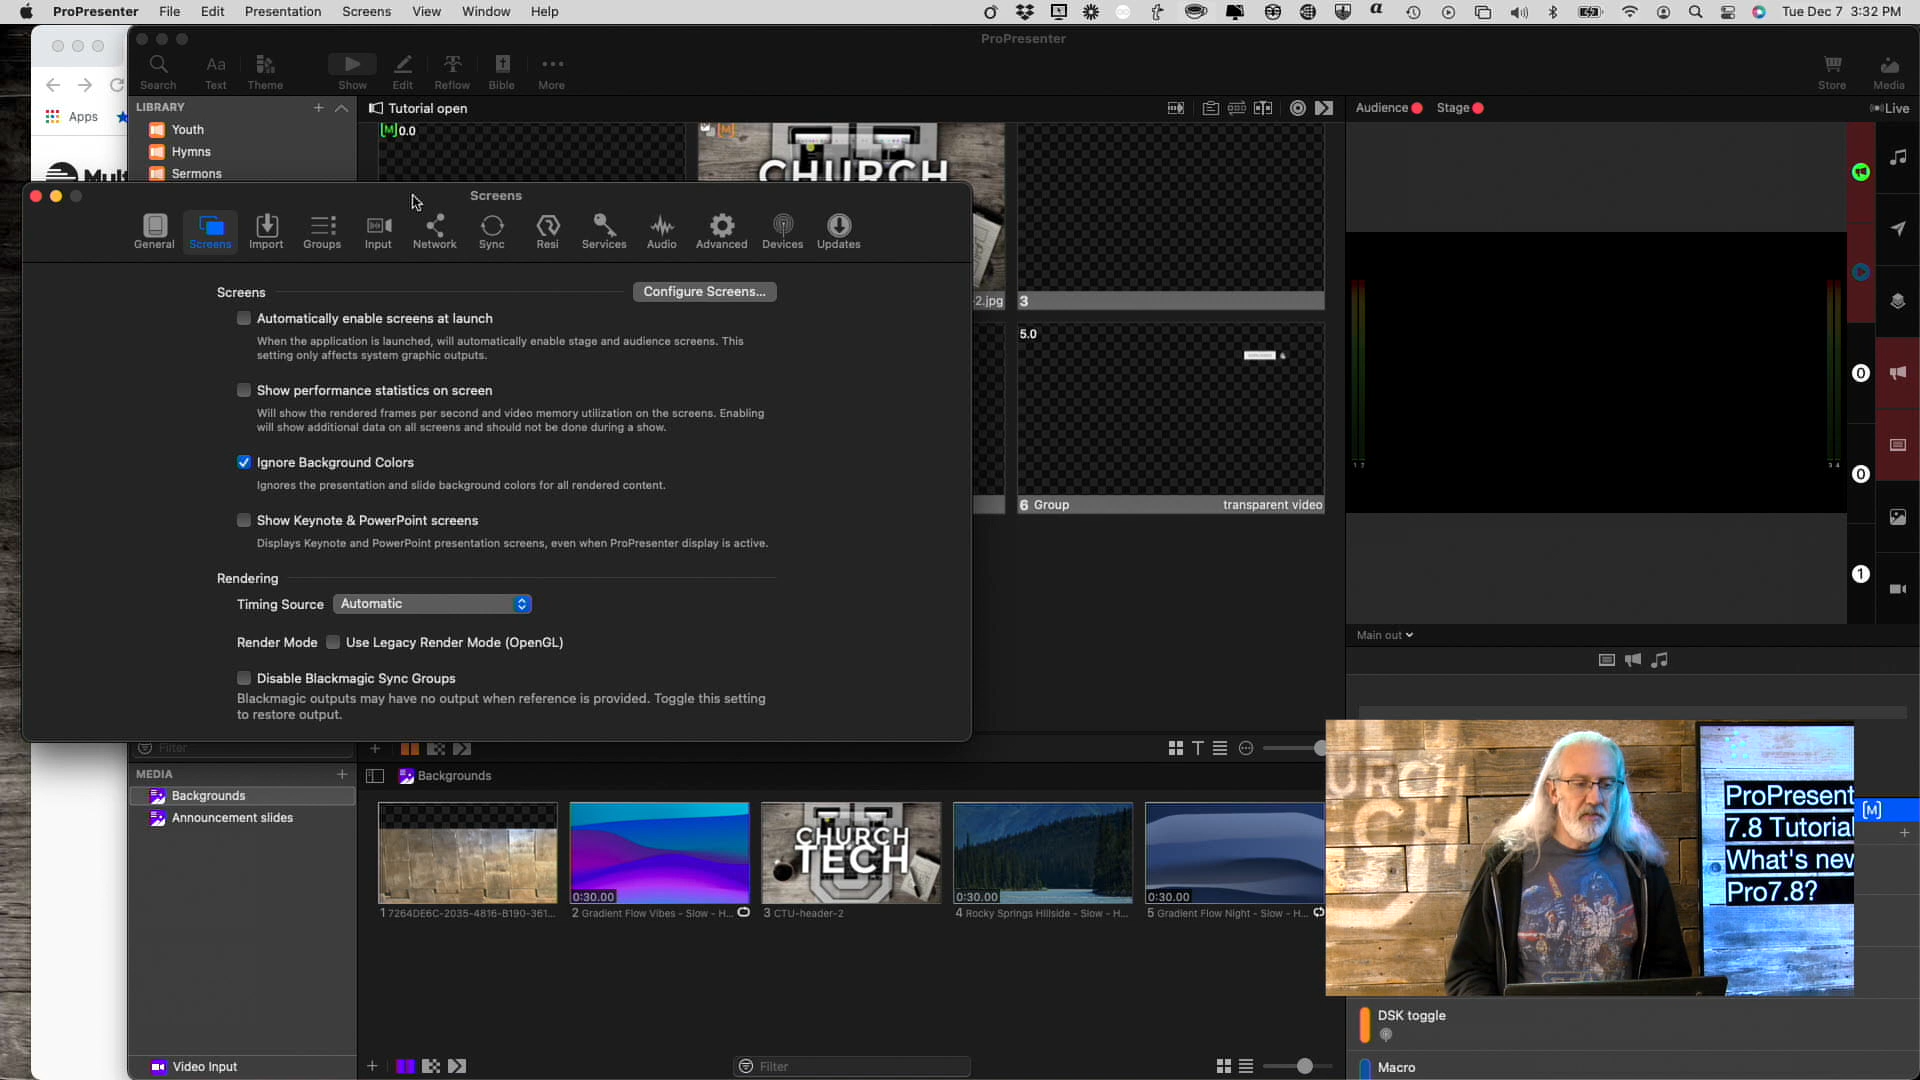 ProPresenter File Edit Presentation Screens View Window Help
Tue Dec 7 3:32 PM
ProPresenter
Search Text Theme Show Edit Reflow Bible More Store Media
Apps
LIBRARY
Tutorial open
Audience Stage Live
Youth
Hymns
Sermons
[M] 0.0
CHURCH
Screens
General Screens Import Groups Input Network Sync Resi Services Audio Advanced Devices Updates
Screens
Configure Screens...
Automatically enable screens at launch
When the application is launched, will automatically enable stage and audience screens. This
setting only affects system graphic outputs.
Show performance statistics on screen
Will show the rendered frames per second and video memory utilization on the screens. Enabling
will show additional data on all screens and should not be done during a show.
Ignore Background Colors
Ignores the presentation and slide background colors for all rendered content.
Show Keynote & PowerPoint screens
Displays Keynote and PowerPoint presentation screens, even when ProPresenter display is active.
Rendering
Timing Source Automatic
Render Mode Use Legacy Render Mode (OpenGL)
Disable Blackmagic Sync Groups
Blackmagic outputs may have no output when reference is provided. Toggle this setting
to restore output.
2.jpg
3
5.0
6 Group transparent video
0
0
1
1 2
3 4
Main out
Filter
MEDIA
Backgrounds
Announcement slides
Video Input
Backgrounds
0:30.00
CHURCH
TECH
0:30.00
0:30.00
1 7264DE6C-2035-4816-B190-361...
2 Gradient Flow Vibes - Slow - H...
3 CTU-header-2
4 Rocky Springs Hillside - Slow - H...
5 Gradient Flow Night - Slow - H...
Filter
URCH
TECH
ProPresent
7.8 Tutorial
What's new
Pro7.8?
[M]
DSK toggle
Macro